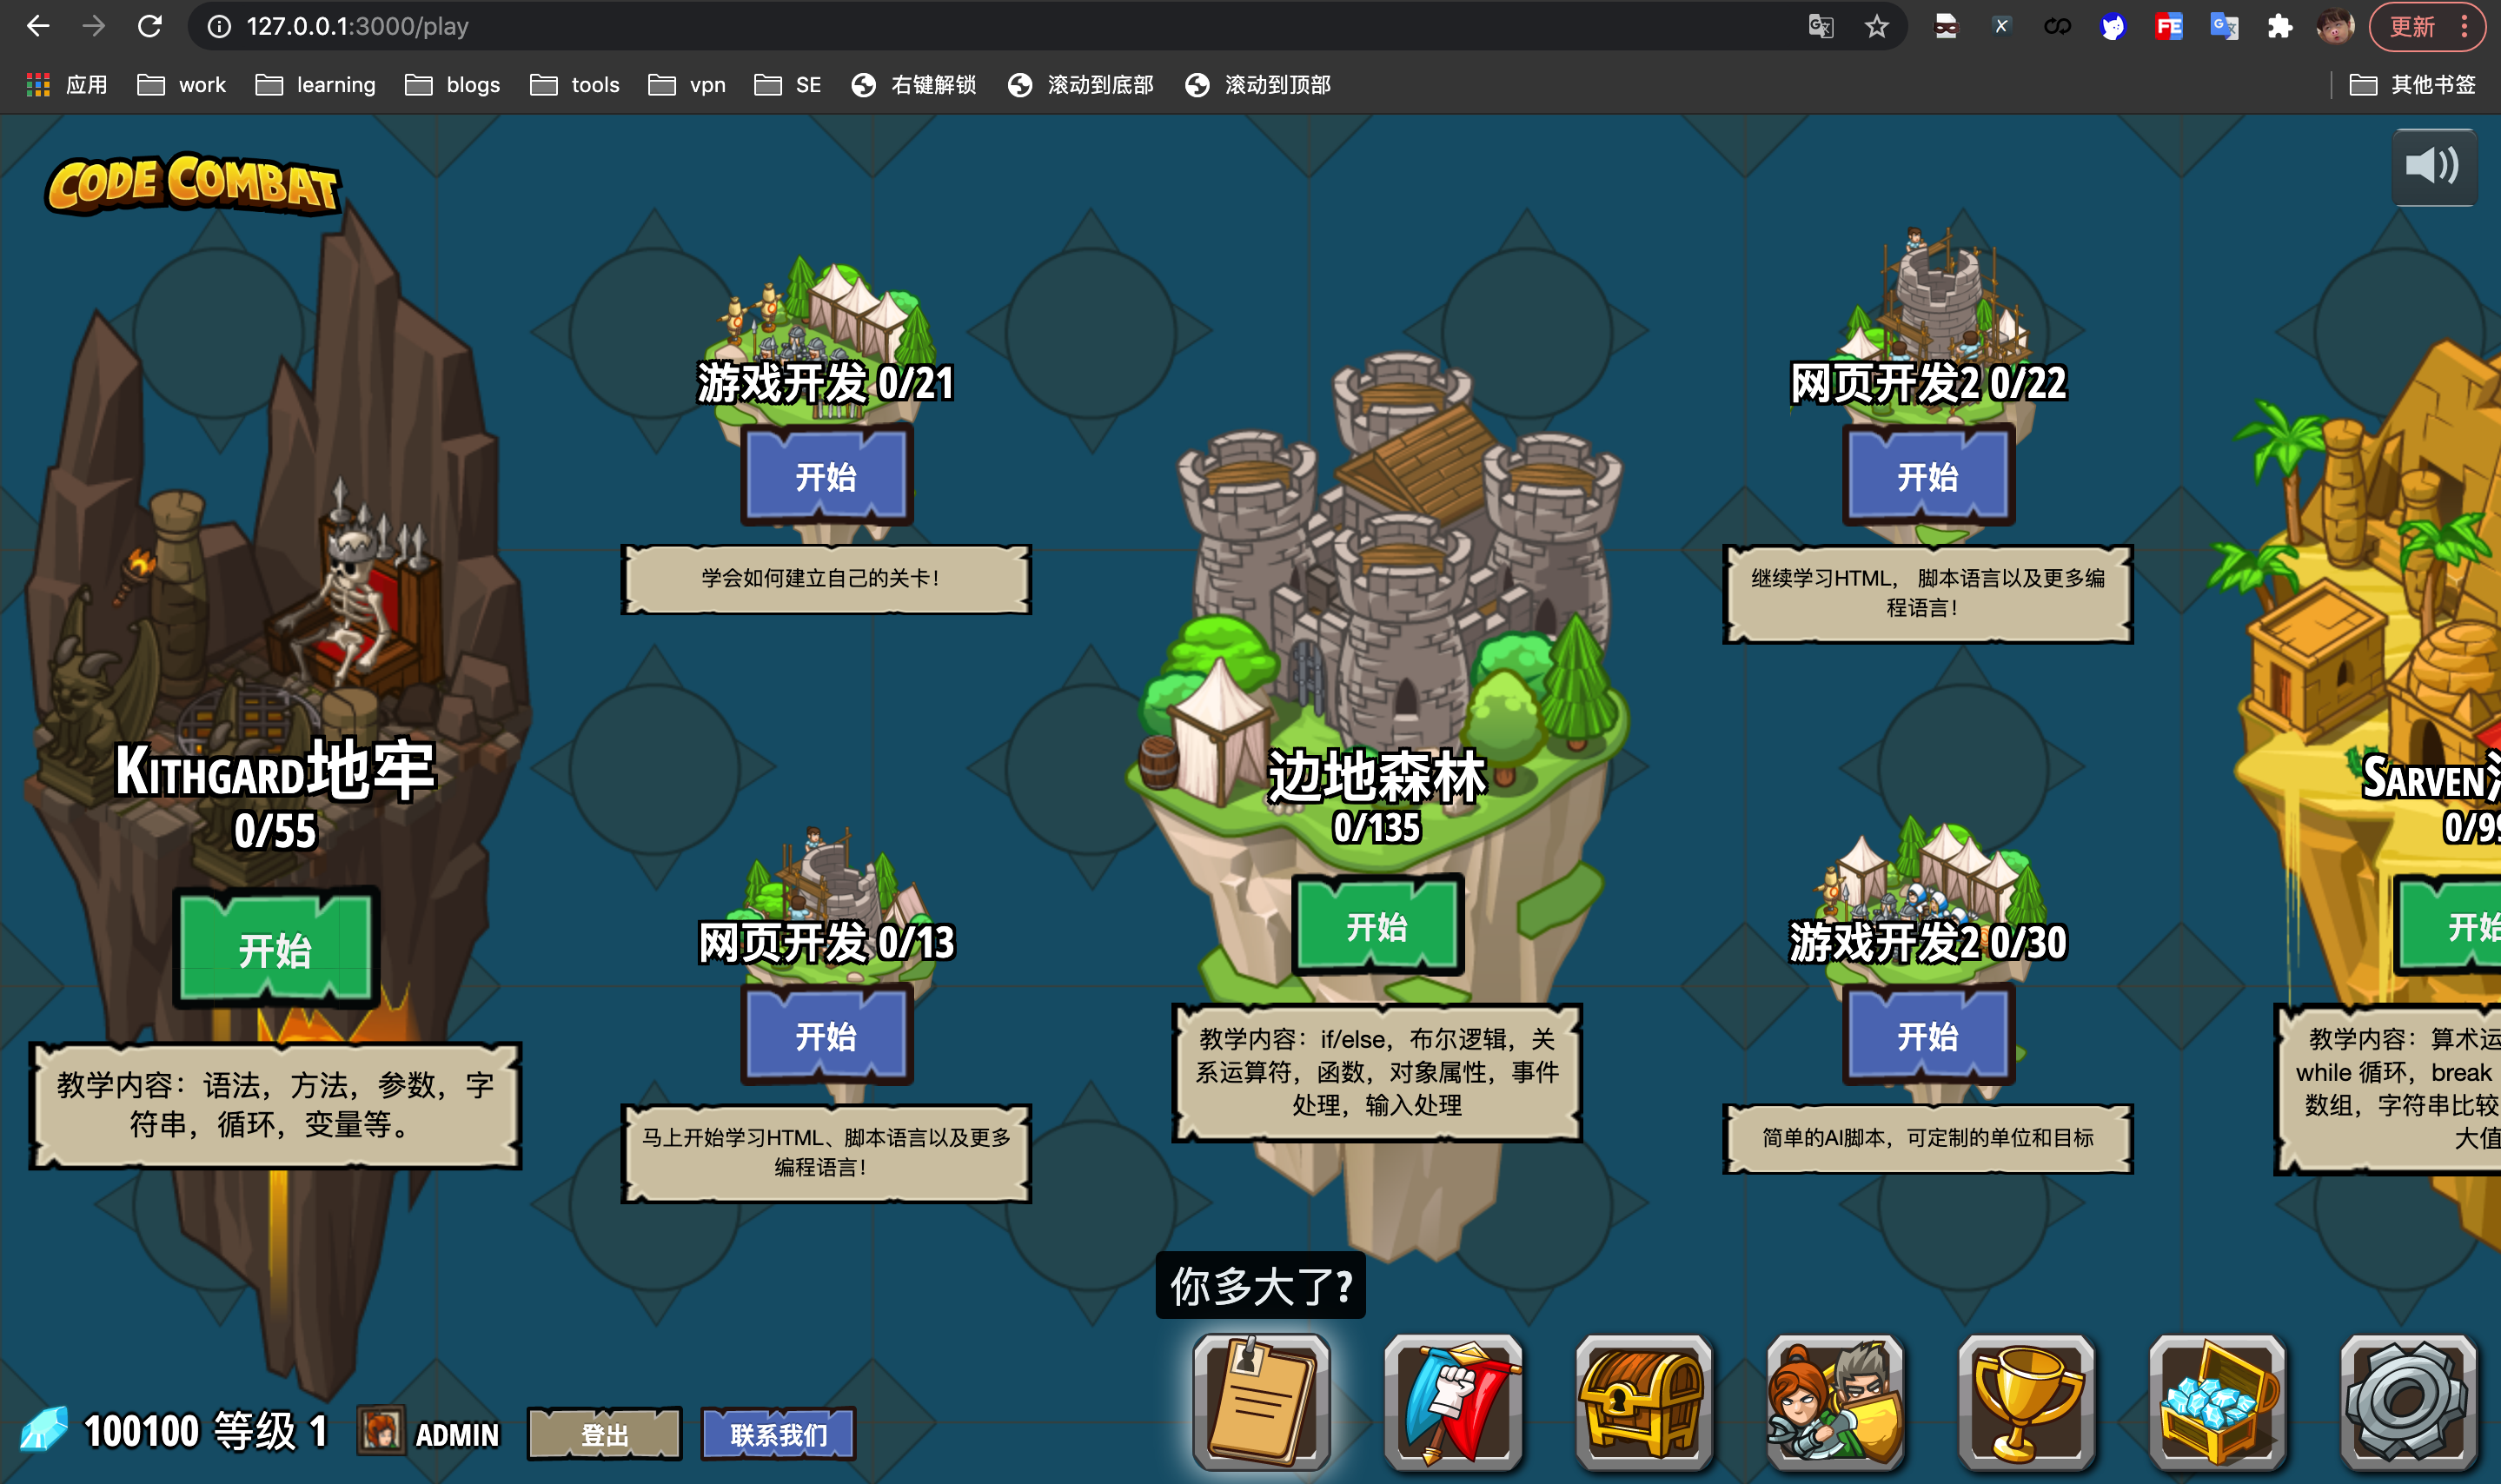 127.0.0.1:3000/play
更新
应用
work
learning
blogs
tools
vpn
SE
右键解锁
滚动到底部
滚动到顶部
其他书签
CODE COMBAT
游戏开发 0/21
开始
学会如何建立自己的关卡！
网页开发2 0/22
开始
继续学习HTML， 脚本语言以及更多编
程语言！
KITHGARD地牢
0/55
开始
教学内容：语法，方法，参数，字
符串，循环，变量等。
网页开发 0/13
开始
马上开始学习HTML、脚本语言以及更多
编程语言！
边地森林
0/135
开始
教学内容：if/else，布尔逻辑，关
系运算符，函数，对象属性，事件
处理，输入处理
游戏开发2 0/30
开始
简单的AI脚本，可定制的单位和目标
SARVEN
开始
教学内容：算术运
while 循环，break
数组，字符串比较
大值
你多大了?
100100 等级 1
ADMIN
登出
联系我们